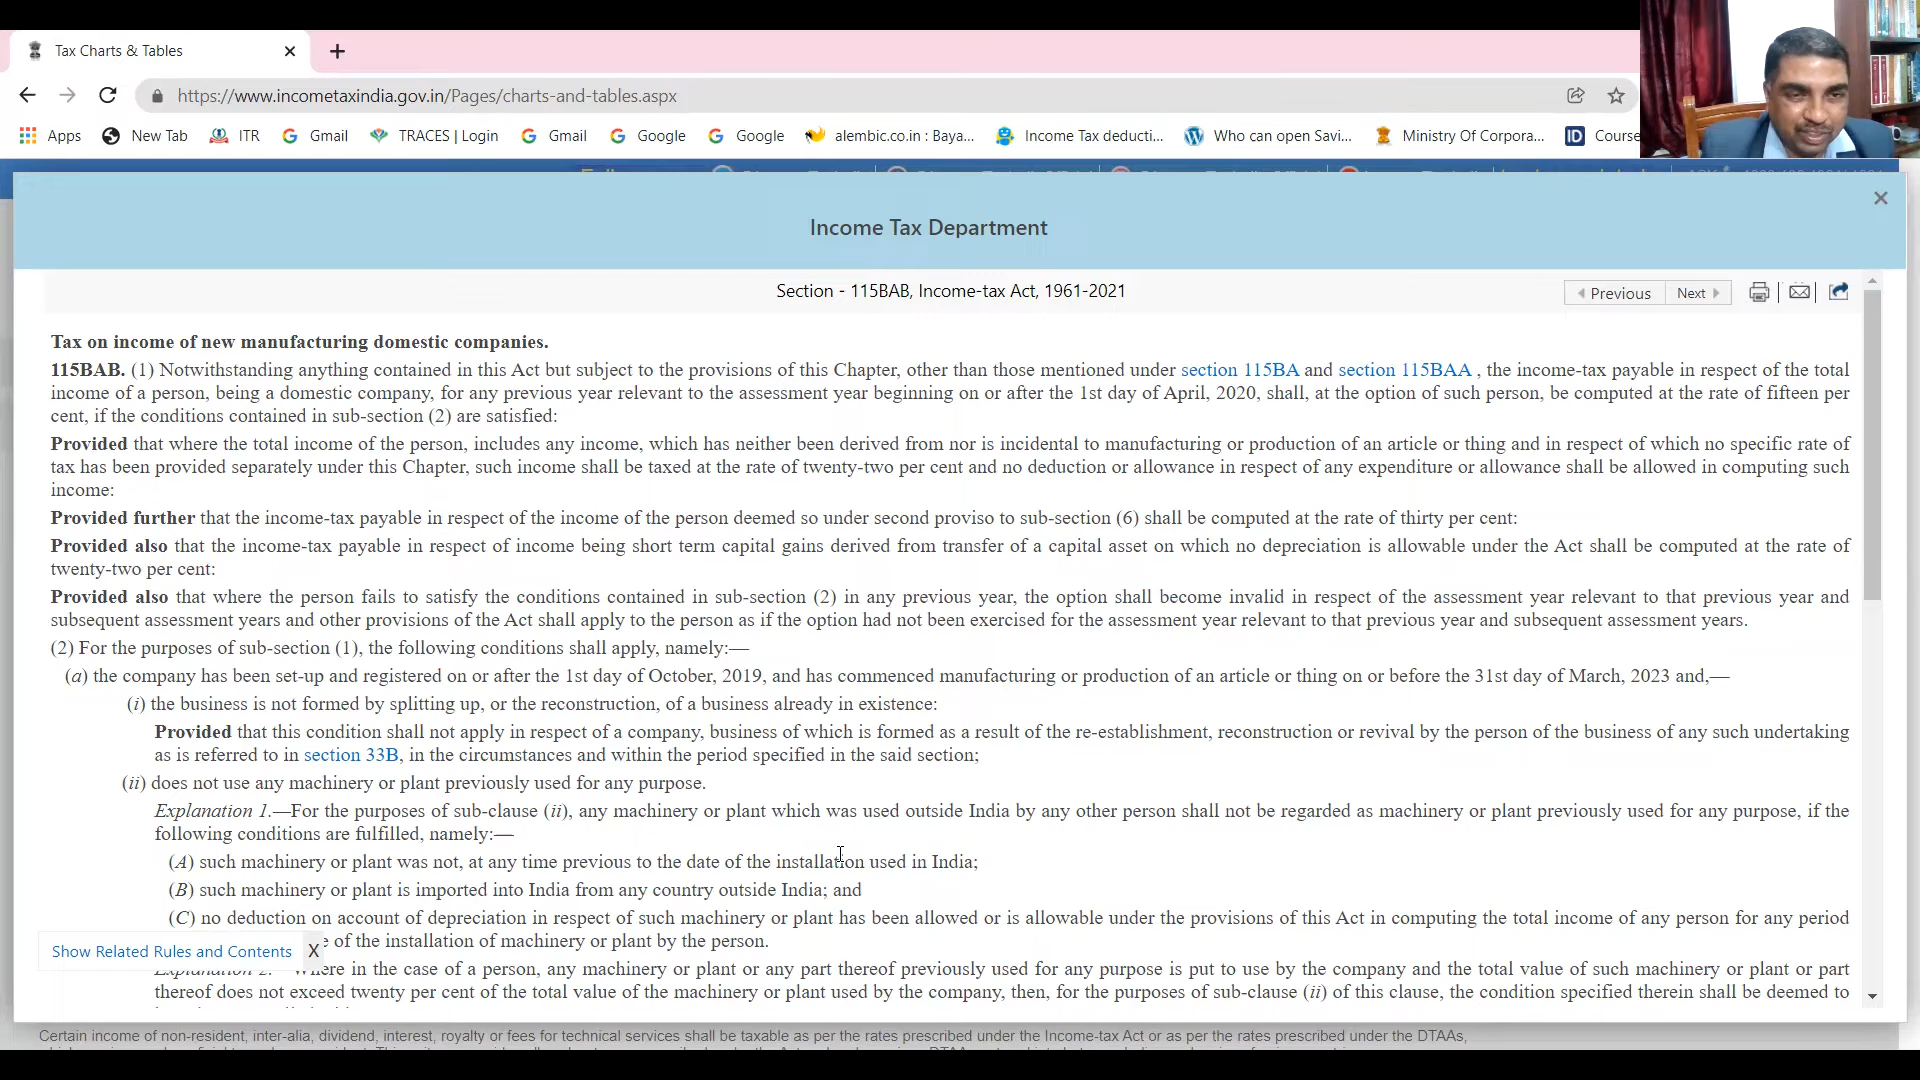 Tax Charts & Tables
https://www.incometaxindia.gov.in/Pages/charts-and-tables.aspx
Apps New Tab ITR Gmail TRACES | Login Gmail Google Google alembic.co.in : Baya... Income Tax deducti... Who can open Savi... Ministry Of Corpora... ID Course
Income Tax Department
Section - 115BAB, Income-tax Act, 1961-2021
Previous Next
Tax on income of new manufacturing domestic companies.
115BAB. (1) Notwithstanding anything contained in this Act but subject to the provisions of this Chapter, other than those mentioned under section 115BA and section 115BAA , the income-tax payable in respect of the total
income of a person, being a domestic company, for any previous year relevant to the assessment year beginning on or after the 1st day of April, 2020, shall, at the option of such person, be computed at the rate of fifteen per
cent, if the conditions contained in sub-section (2) are satisfied:
Provided that where the total income of the person, includes any income, which has neither been derived from nor is incidental to manufacturing or production of an article or thing and in respect of which no specific rate of
tax has been provided separately under this Chapter, such income shall be taxed at the rate of twenty-two per cent and no deduction or allowance in respect of any expenditure or allowance shall be allowed in computing such
income:
Provided further that the income-tax payable in respect of the income of the person deemed so under second proviso to sub-section (6) shall be computed at the rate of thirty per cent:
Provided also that the income-tax payable in respect of income being short term capital gains derived from transfer of a capital asset on which no depreciation is allowable under the Act shall be computed at the rate of
twenty-two per cent:
Provided also that where the person fails to satisfy the conditions contained in sub-section (2) in any previous year, the option shall become invalid in respect of the assessment year relevant to that previous year and
subsequent assessment years and other provisions of the Act shall apply to the person as if the option had not been exercised for the assessment year relevant to that previous year and subsequent assessment years.
(2) For the purposes of sub-section (1), the following conditions shall apply, namely:—
(a) the company has been set-up and registered on or after the 1st day of October, 2019, and has commenced manufacturing or production of an article or thing on or before the 31st day of March, 2023 and,—
(i) the business is not formed by splitting up, or the reconstruction, of a business already in existence:
Provided that this condition shall not apply in respect of a company, business of which is formed as a result of the re-establishment, reconstruction or revival by the person of the business of any such undertaking
as is referred to in section 33B, in the circumstances and within the period specified in the said section;
(ii) does not use any machinery or plant previously used for any purpose.
Explanation 1.—For the purposes of sub-clause (ii), any machinery or plant which was used outside India by any other person shall not be regarded as machinery or plant previously used for any purpose, if the
following conditions are fulfilled, namely:—
(A) such machinery or plant was not, at any time previous to the date of the installation used in India;
(B) such machinery or plant is imported into India from any country outside India; and
(C) no deduction on account of depreciation in respect of such machinery or plant has been allowed or is allowable under the provisions of this Act in computing the total income of any person for any period
Show Related Rules and Contents X e of the installation of machinery or plant by the person.
Explanation 2. Where in the case of a person, any machinery or plant or any part thereof previously used for any purpose is put to use by the company and the total value of such machinery or plant or part
thereof does not exceed twenty per cent of the total value of the machinery or plant used by the company, then, for the purposes of sub-clause (ii) of this clause, the condition specified therein shall be deemed to
Certain income of non-resident, inter-alia, dividend, interest, royalty or fees for technical services shall be taxable as per the rates prescribed under the Income-tax Act or as per the rates prescribed under the DTAAs,